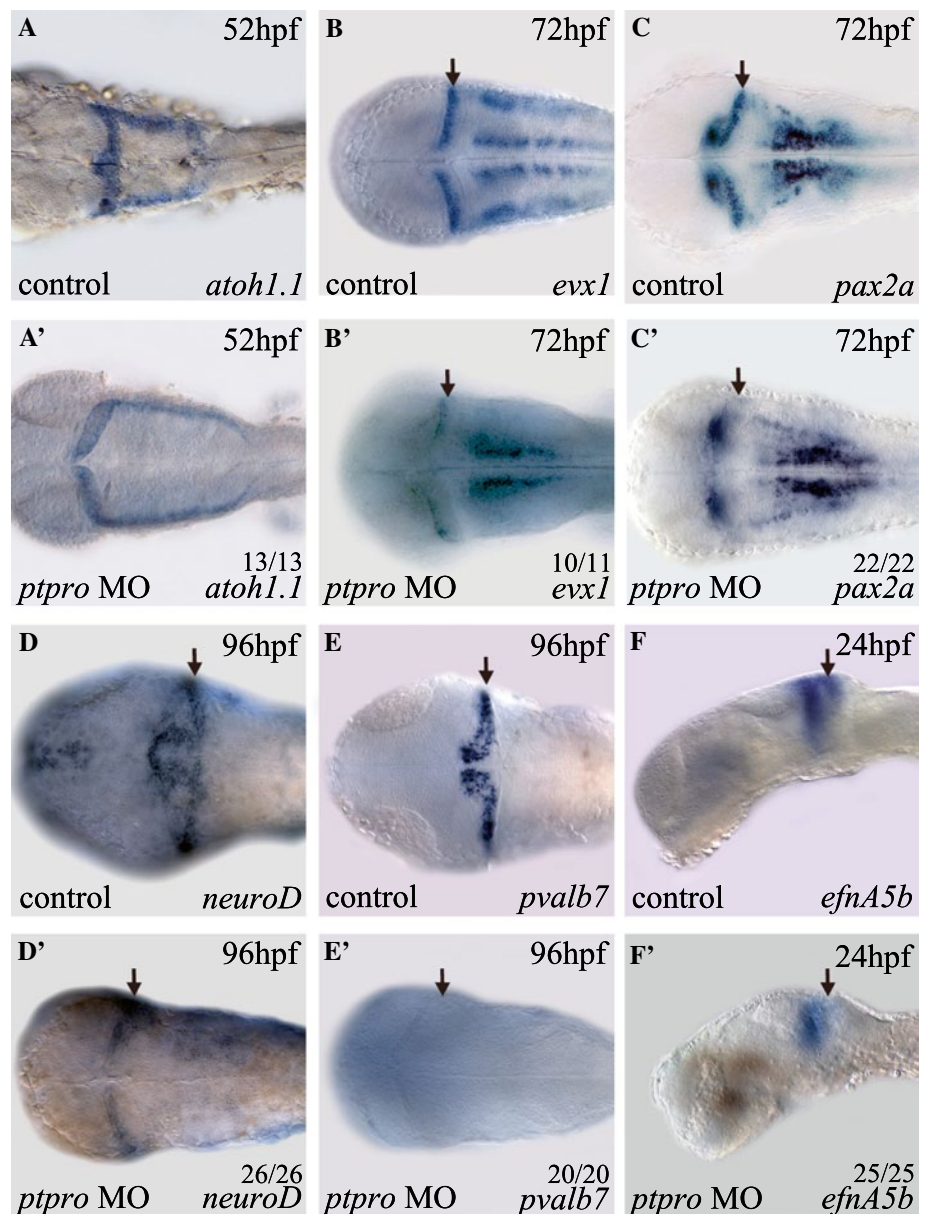 A 52hpf
control atoh1.1
B 72hpf
control evx1
C 72hpf
control pax2a
A’ 52hpf
13/13
ptpro MO atoh1.1
B’ 72hpf
10/11
ptpro MO evx1
C’ 72hpf
22/22
ptpro MO pax2a
D 96hpf
control neuroD
E 96hpf
control pvalb7
F 24hpf
control efnA5b
D’ 96hpf
26/26
ptpro MO neuroD
E’ 96hpf
20/20
ptpro MO pvalb7
F’ 24hpf
25/25
ptpro MO efnA5b